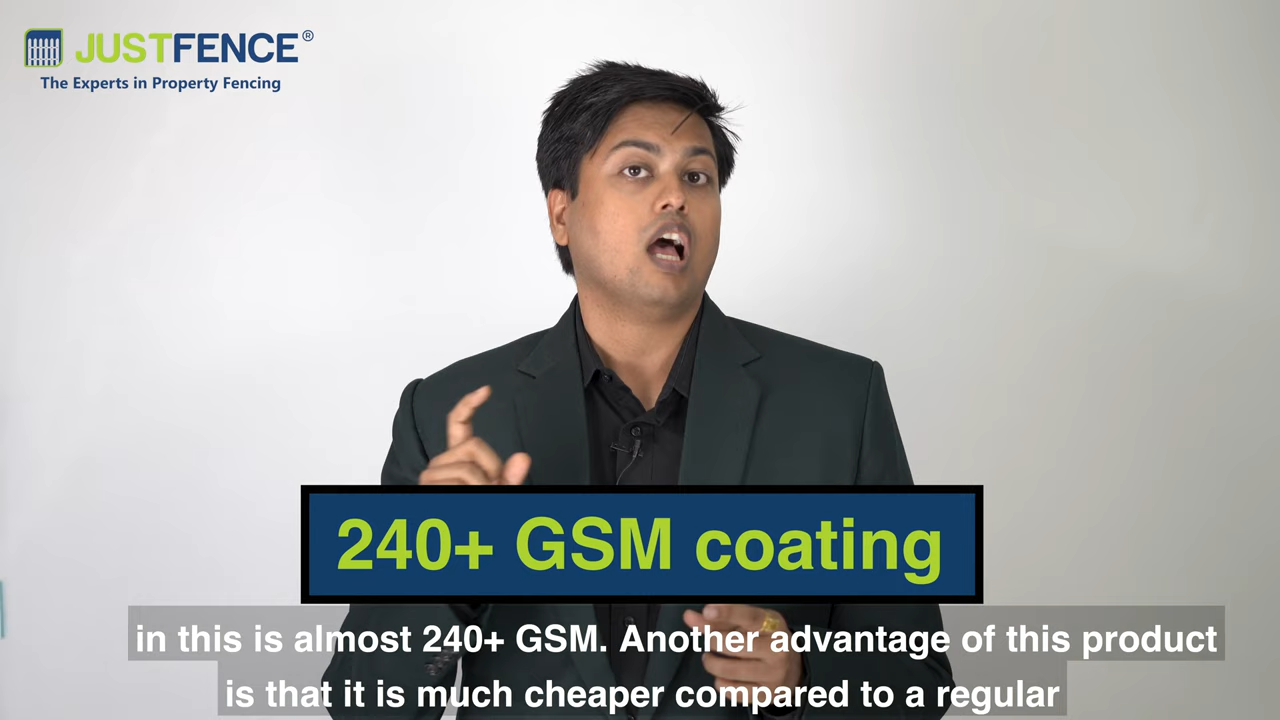 JUSTFENCE®
The Experts in Property Fencing
240+ GSM coating
in this is almost 240+ GSM. Another advantage of this product
is that it is much cheaper compared to a regular